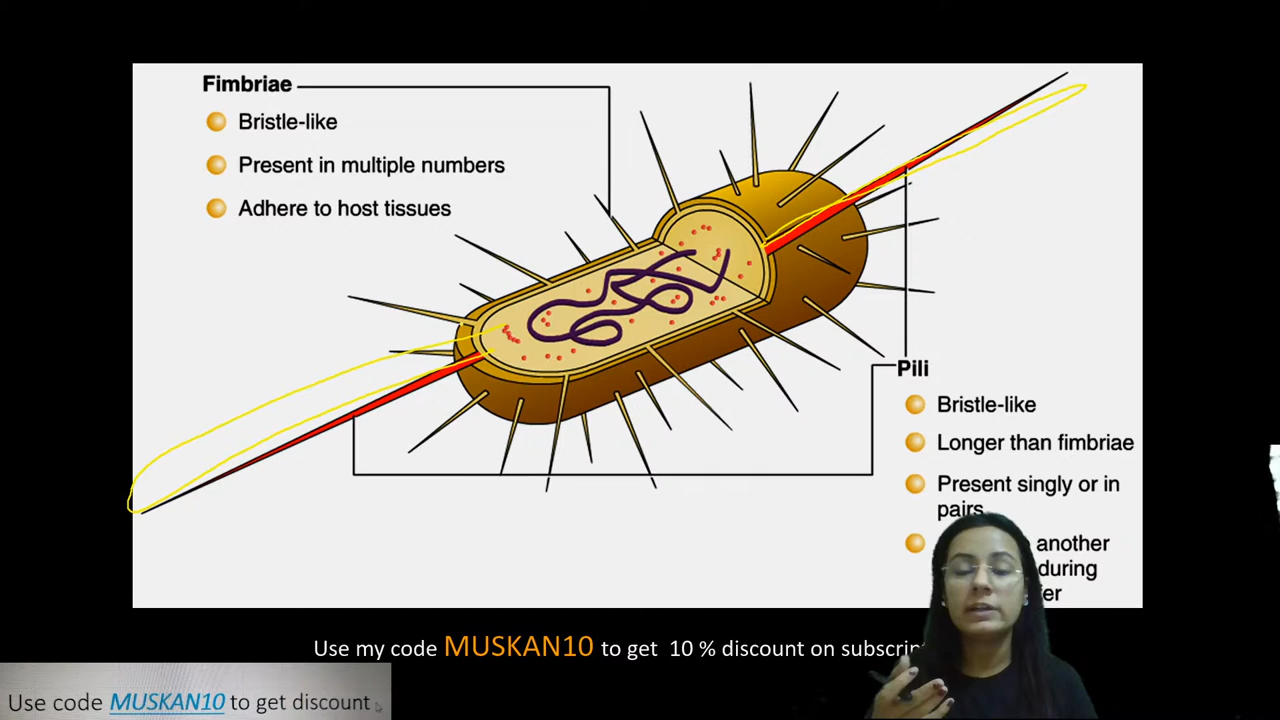 Fimbriae
Bristle-like
Present in multiple numbers
Adhere to host tissues
Pili
Bristle-like
Longer than fimbriae
Present singly or in
pairs
another
during
Use my code MUSKAN10 to get 10 % discount on
Use code MUSKAN10 to get discount